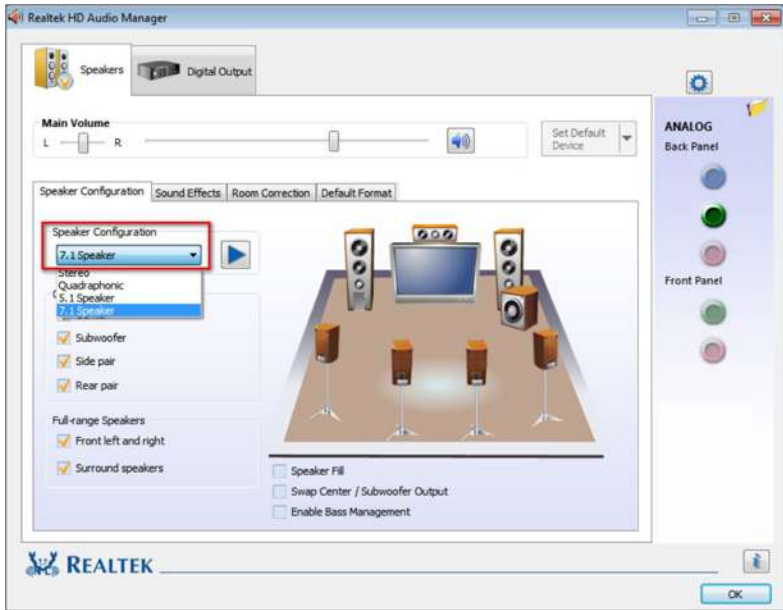 Realtek HD Audio Manager
Speakers
Digital Output
Main Volume
L
R
Set Default
Device
ANALOG
Back Panel
Front Panel
Speaker Configuration
Sound Effects
Room Correction
Default Format
Speaker Configuration
7.1 Speaker
Stereo
Quadraphonic
5.1 Speaker
7.1 Speaker
Subwoofer
Side pair
Rear pair
Full-range Speakers
Front left and right
Surround speakers
Speaker Fill
Swap Center / Subwoofer Output
Enable Bass Management
REALTEK
OK